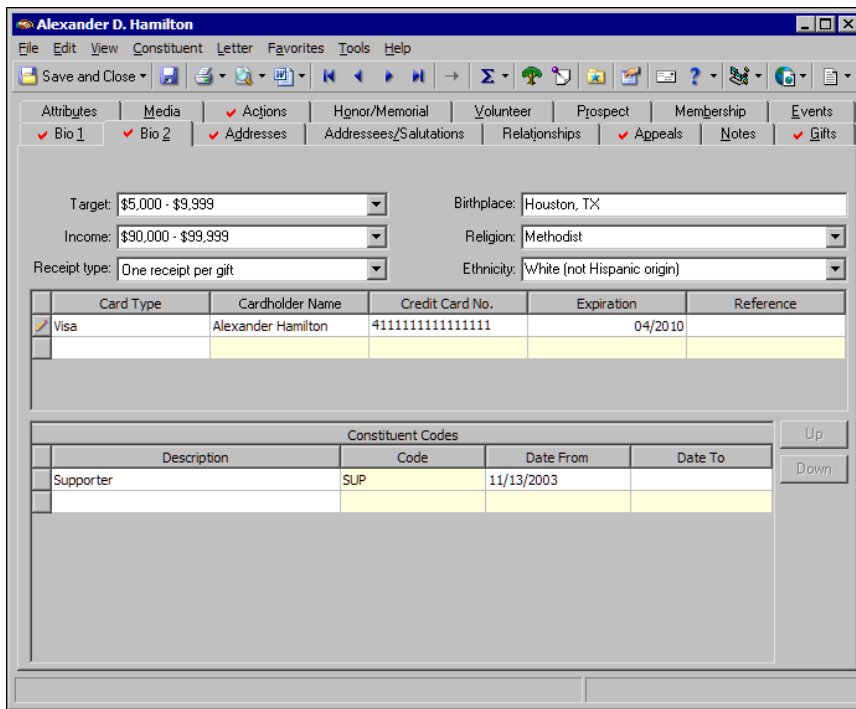 Alexander D. Hamilton
File Edit View Constituent Letter Favorites Tools Help
Save and Close
Attributes Media Actions Honor/Memorial Volunteer Prospect Membership Events
Bio 1 Bio 2 Addresses Addressees/Salutations Relationships Appeals Notes Gifts
Target: $5,000 - $9,999 Birthplace: Houston, TX
Income: $90,000 - $99,999 Religion: Methodist
Receipt type: One receipt per gift Ethnicity: White (not Hispanic origin)
Card Type Cardholder Name Credit Card No. Expiration Reference
Visa Alexander Hamilton 4111111111111111 04/2010
Constituent Codes Up
Description Code Date From Date To Down
Supporter SUP 11/13/2003